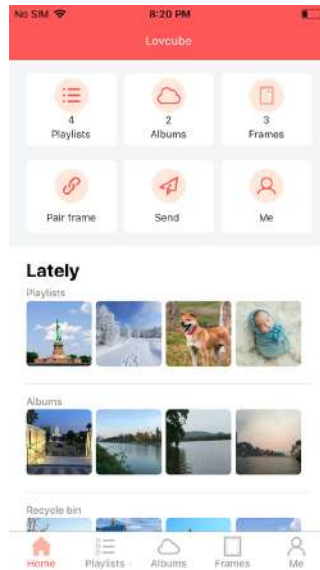 No SIM 8:20 PM
Lovcube
4 2 3
Playlists Albums Frames
Pair frame Send Me
Lately
Playlists
Albums
Recycle bin
Home Playlists Albums Frames Me